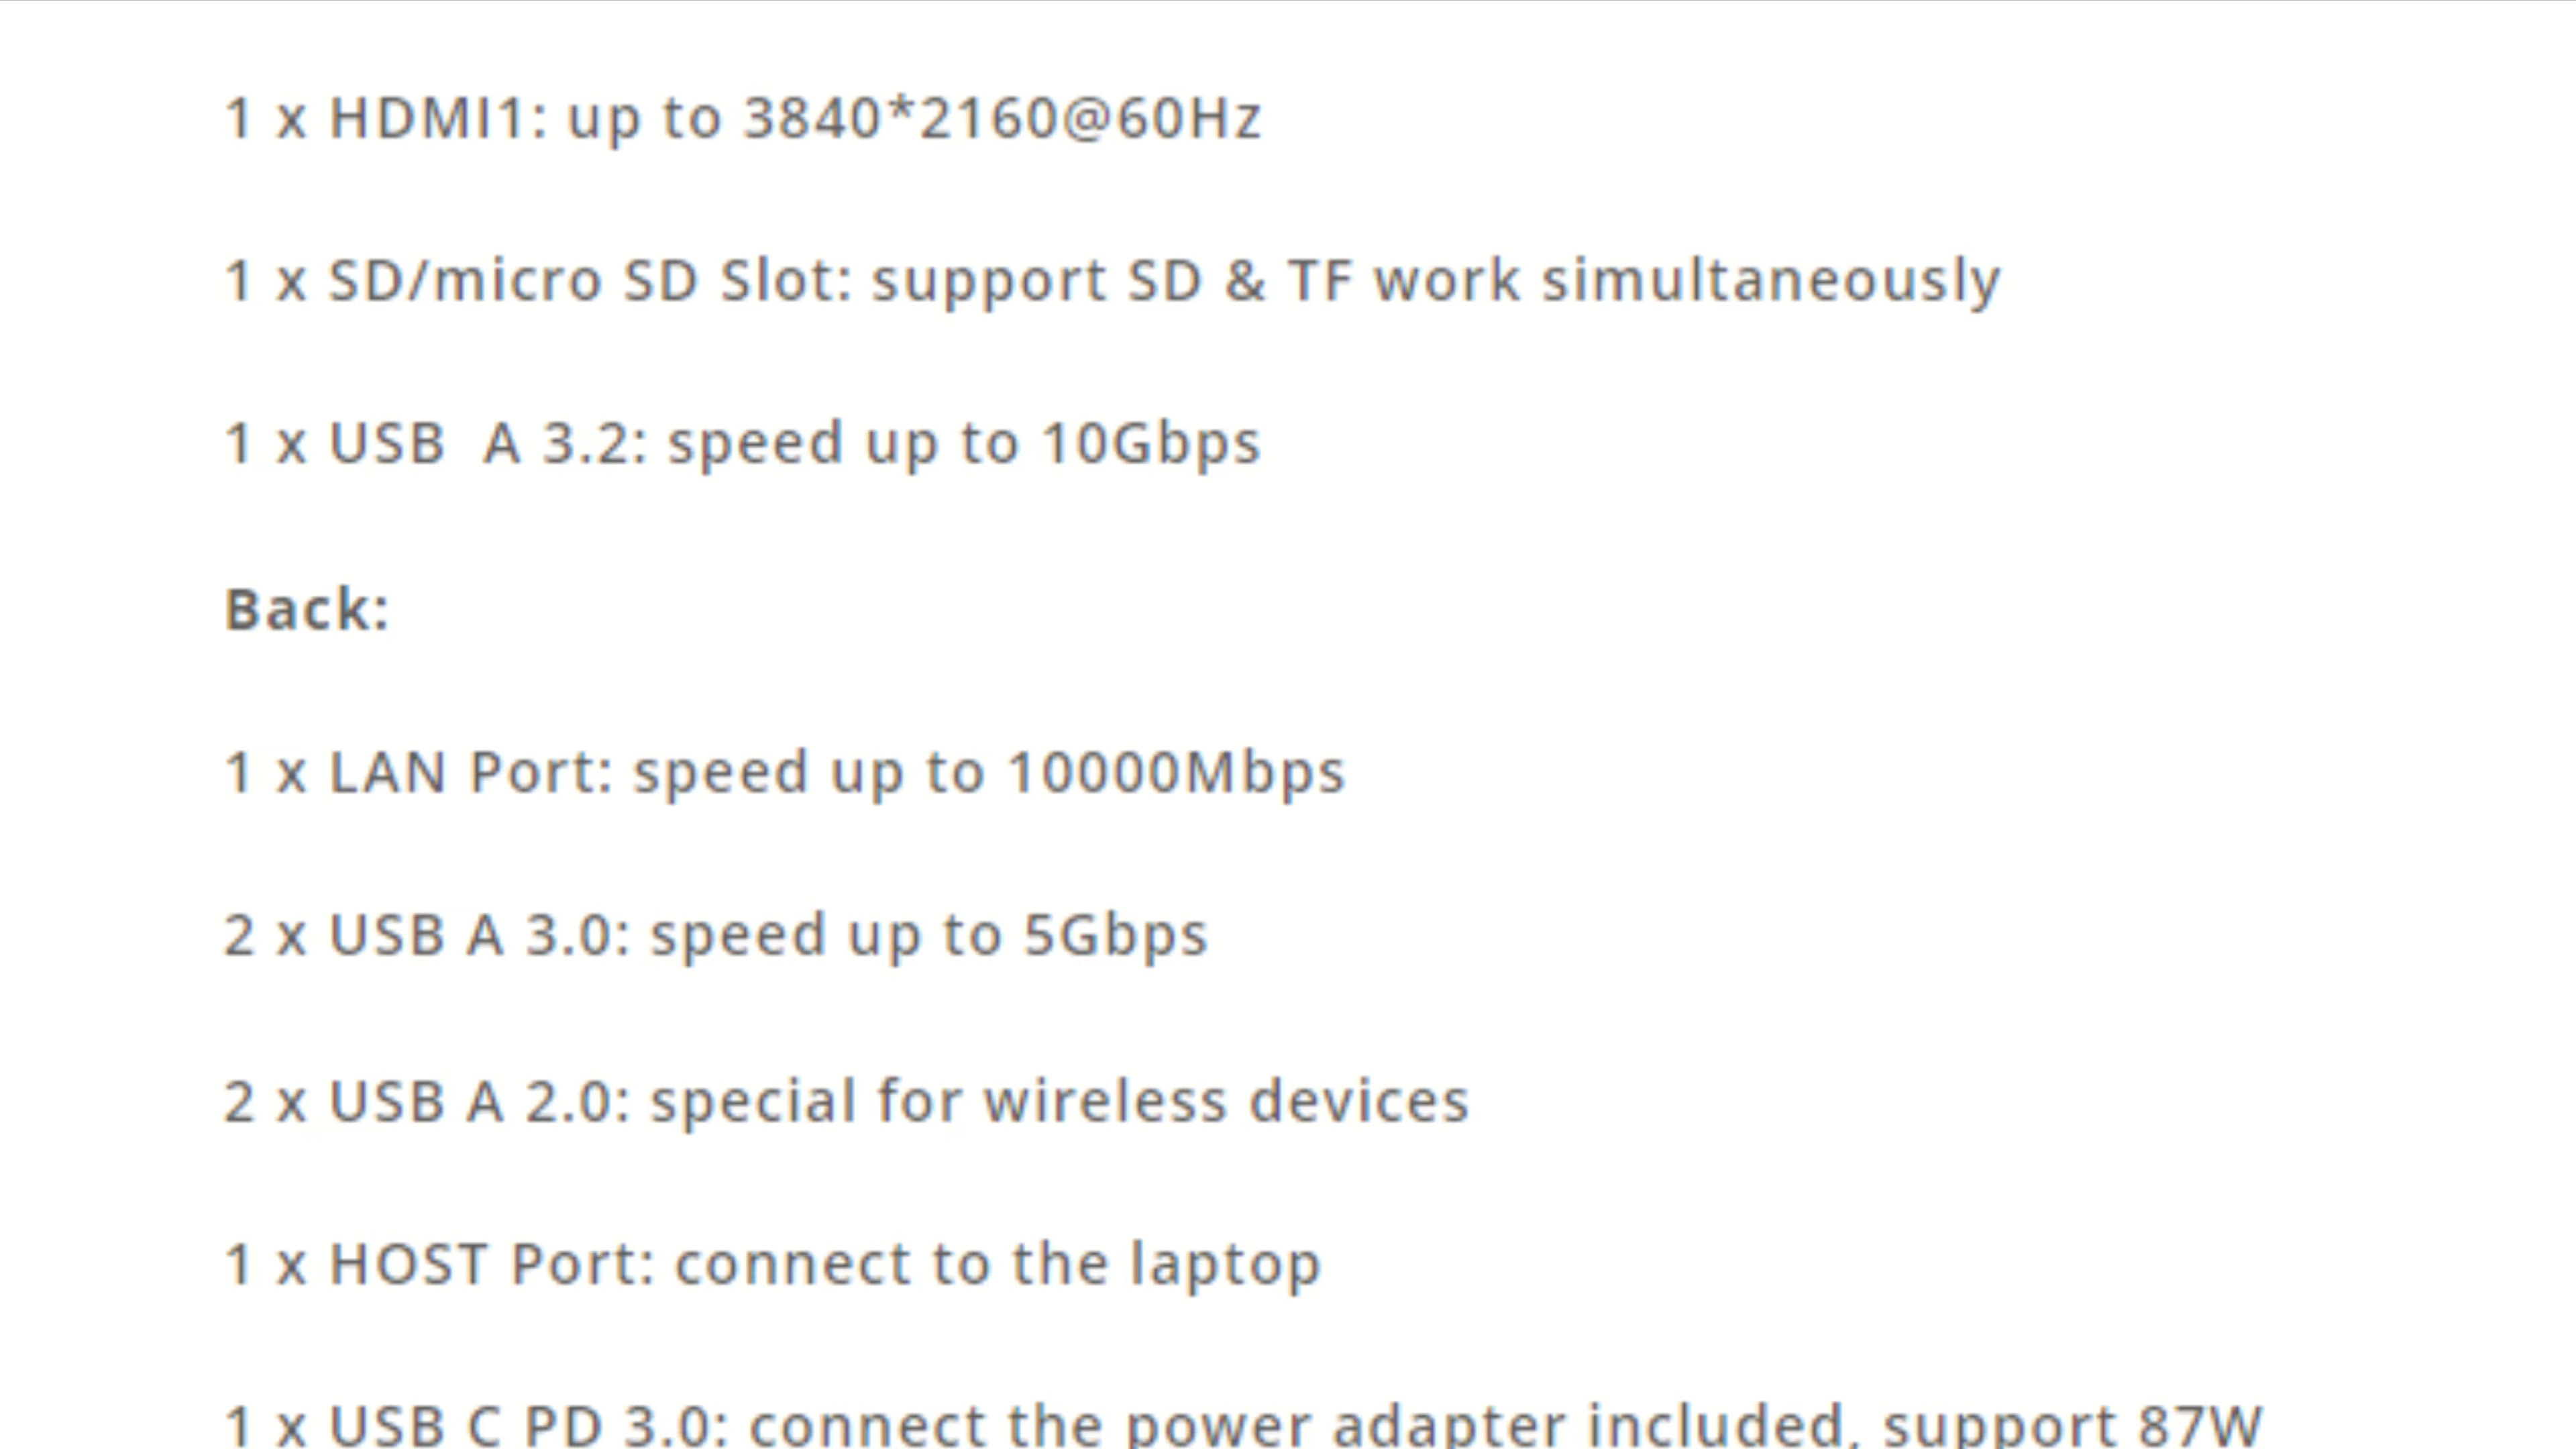 1 x HDMI1: up to 3840*2160@60Hz
1 x SD/micro SD Slot: support SD & TF work simultaneously
1 x USB  A 3.2: speed up to 10Gbps
Back:
1 x LAN Port: speed up to 10000Mbps
2 x USB A 3.0: speed up to 5Gbps
2 x USB A 2.0: special for wireless devices
1 x HOST Port: connect to the laptop
1 x USB C PD 3.0: connect the power adapter included, support 87W